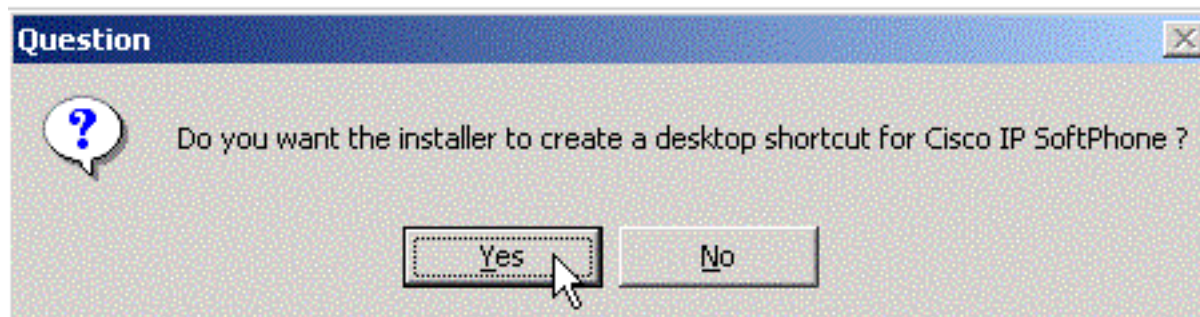 Question
Do you want the installer to create a desktop shortcut for Cisco IP SoftPhone ?
Yes
No